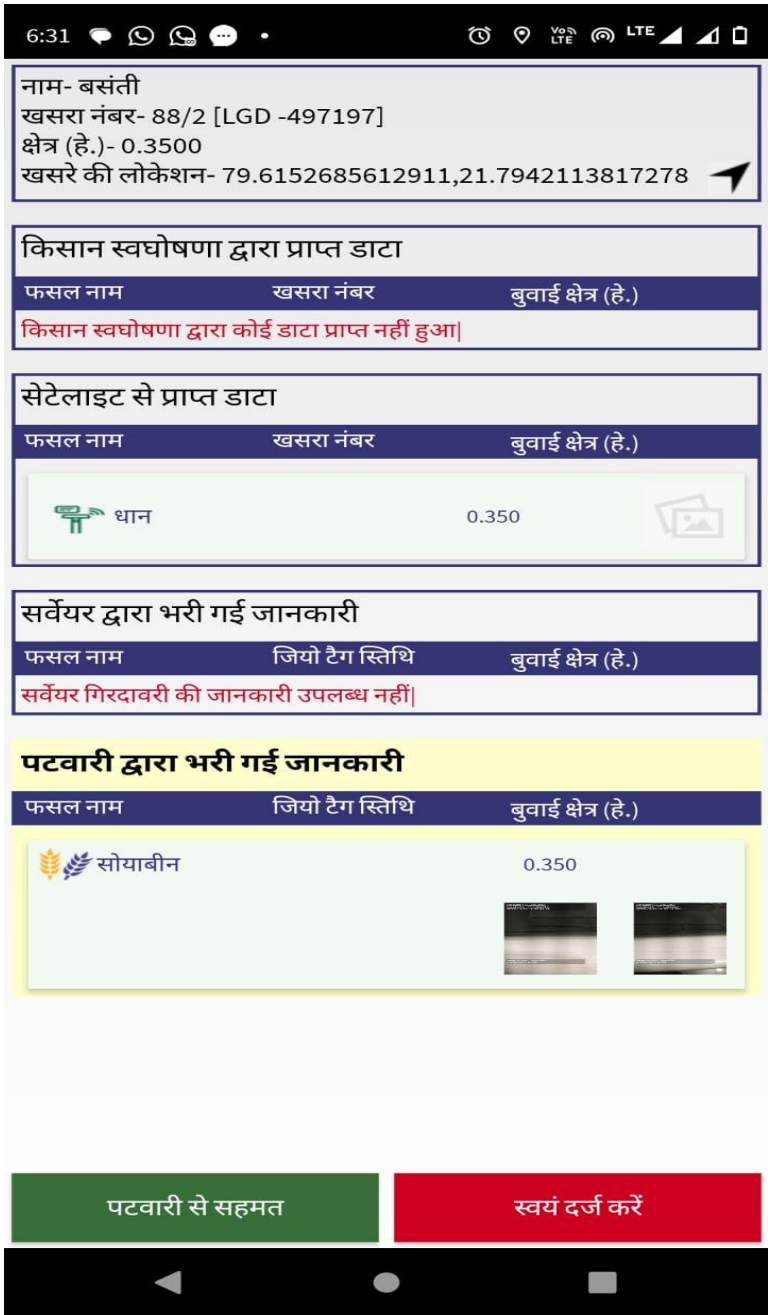 6:31 VoLTE LTE
नाम- बसंती
खसरा नंबर- 88/2 [LGD -497197]
क्षेत्र (हे.)- 0.3500
खसरे की लोकेशन- 79.6152685612911,21.7942113817278
किसान स्वघोषणा द्वारा प्राप्त डाटा
फसल नाम खसरा नंबर बुवाई क्षेत्र (हे.)
किसान स्वघोषणा द्वारा कोई डाटा प्राप्त नहीं हुआ|
सेटेलाइट से प्राप्त डाटा
फसल नाम खसरा नंबर बुवाई क्षेत्र (हे.)
धान 0.350
सर्वेयर द्वारा भरी गई जानकारी
फसल नाम जियो टैग स्तिथि बुवाई क्षेत्र (हे.)
सर्वेयर गिरदावरी की जानकारी उपलब्ध नहीं|
पटवारी द्वारा भरी गई जानकारी
फसल नाम जियो टैग स्तिथि बुवाई क्षेत्र (हे.)
सोयाबीन 0.350
पटवारी से सहमत स्वयं दर्ज करें